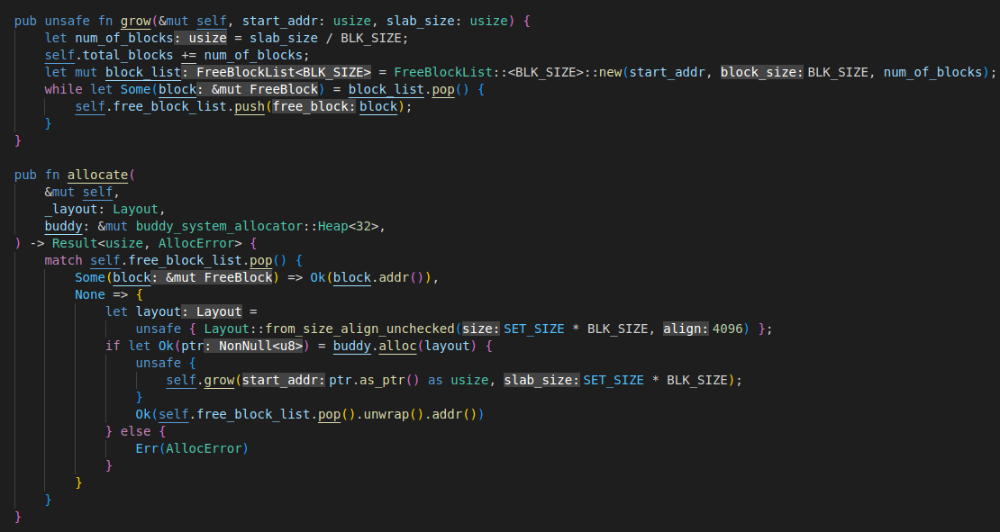 pub unsafe fn grow(&mut self, start_addr: usize, slab_size: usize) {
    let num_of_blocks: usize = slab_size / BLK_SIZE;
    self.total_blocks += num_of_blocks;
    let mut block_list: FreeBlockList<BLK_SIZE> = FreeBlockList::<BLK_SIZE>::new(start_addr, block_size: BLK_SIZE, num_of_blocks);
    while let Some(block: &mut FreeBlock) = block_list.pop() {
        self.free_block_list.push(free_block: block);
    }
}

pub fn allocate(
    &mut self,
    _layout: Layout,
    buddy: &mut buddy_system_allocator::Heap<32>,
) -> Result<usize, AllocError> {
    match self.free_block_list.pop() {
        Some(block: &mut FreeBlock) => Ok(block.addr()),
        None => {
            let layout: Layout =
                unsafe { Layout::from_size_align_unchecked(size: SET_SIZE * BLK_SIZE, align: 4096) };
            if let Ok(ptr: NonNull<u8>) = buddy.alloc(layout) {
                unsafe {
                    self.grow(start_addr: ptr.as_ptr() as usize, slab_size: SET_SIZE * BLK_SIZE);
                }
                Ok(self.free_block_list.pop().unwrap().addr())
            } else {
                Err(AllocError)
            }
        }
    }
}